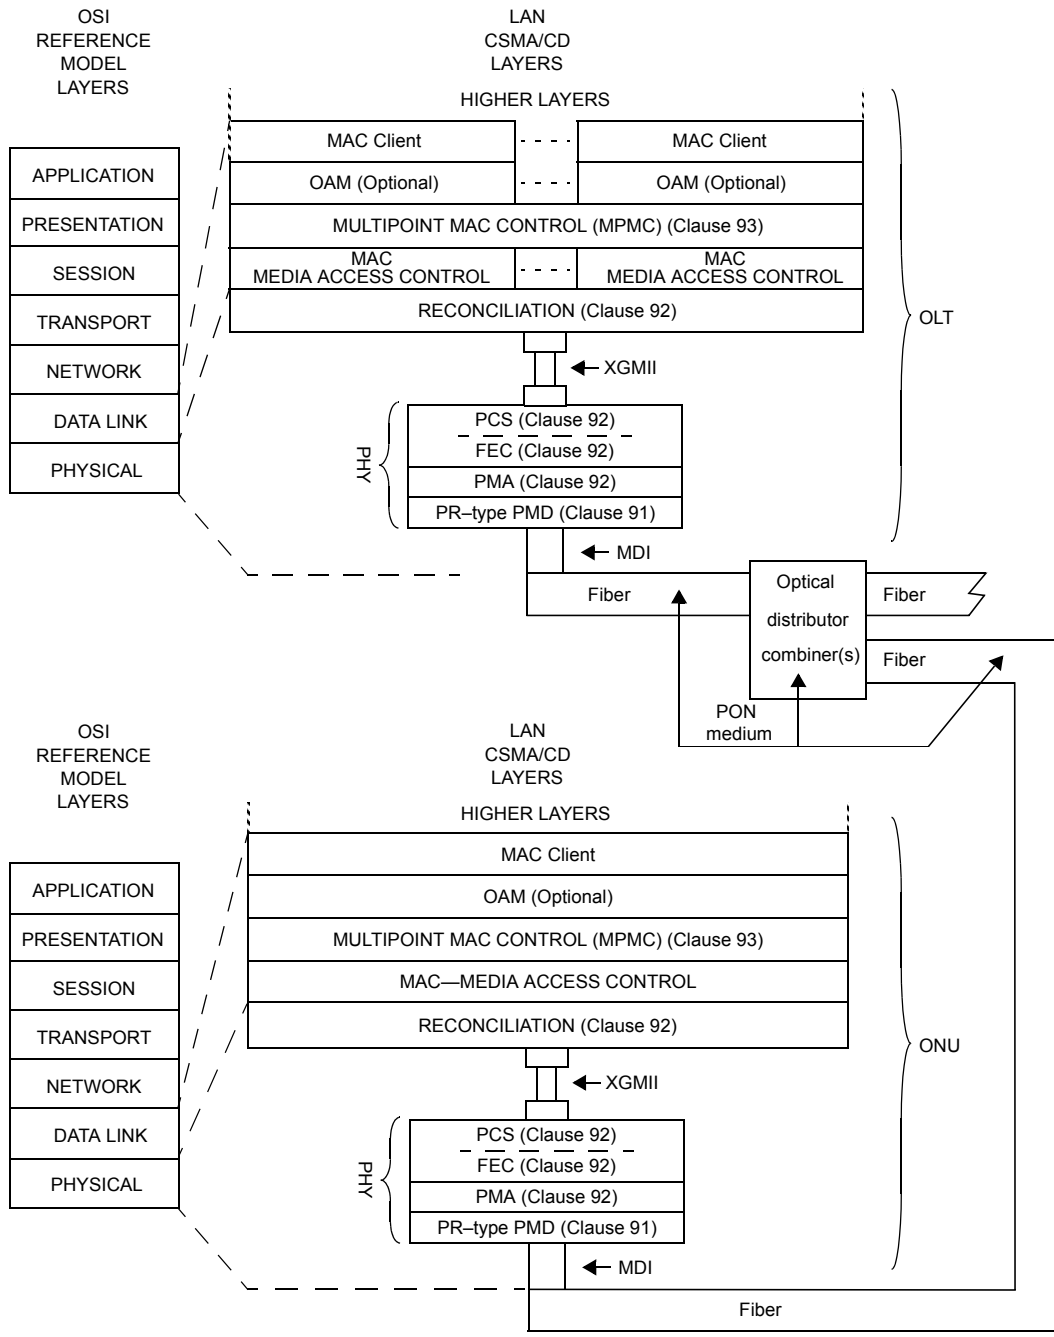 OSI
REFERENCE
MODEL
LAYERS
LAN
CSMA/CD
LAYERS
HIGHER LAYERS
MAC Client
MAC Client
OAM (Optional)
OAM (Optional)
MULTIPOINT MAC CONTROL (MPMC) (Clause 93)
MAC
MEDIA ACCESS CONTROL
MAC
MEDIA ACCESS CONTROL
RECONCILIATION (Clause 92)
APPLICATION
PRESENTATION
SESSION
TRANSPORT
NETWORK
DATA LINK
PHYSICAL
OLT
XGMII
PHY
PCS (Clause 92)
FEC (Clause 92)
PMA (Clause 92)
PR–type PMD (Clause 91)
MDI
Fiber
Optical
distributor
combiner(s)
Fiber
Fiber
PON
medium
OSI
REFERENCE
MODEL
LAYERS
LAN
CSMA/CD
LAYERS
HIGHER LAYERS
MAC Client
OAM (Optional)
MULTIPOINT MAC CONTROL (MPMC) (Clause 93)
MAC—MEDIA ACCESS CONTROL
RECONCILIATION (Clause 92)
APPLICATION
PRESENTATION
SESSION
TRANSPORT
NETWORK
DATA LINK
PHYSICAL
ONU
XGMII
PHY
PCS (Clause 92)
FEC (Clause 92)
PMA (Clause 92)
PR–type PMD (Clause 91)
MDI
Fiber